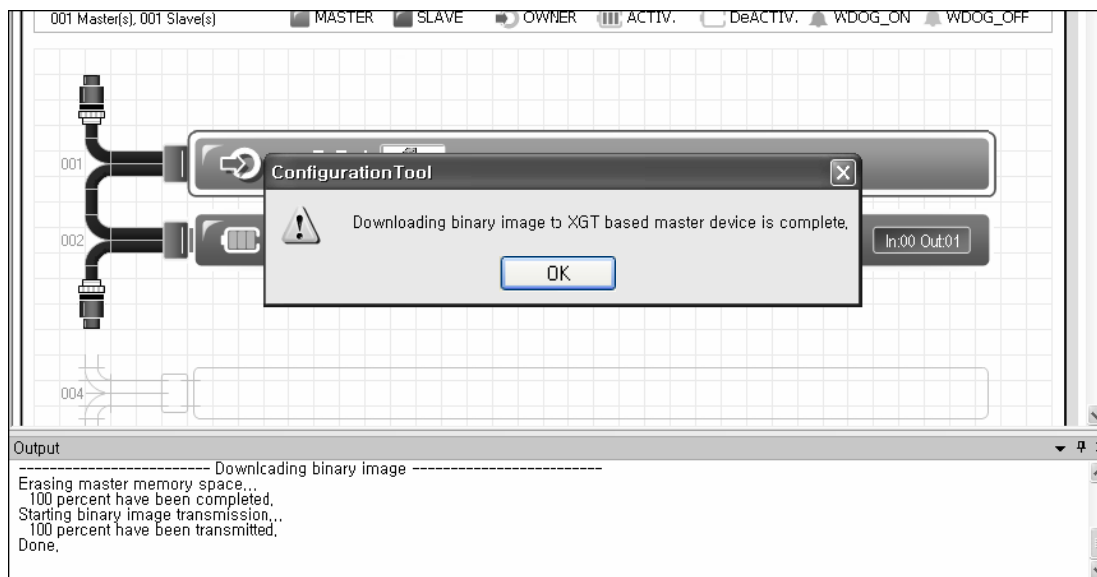 001 Master(s), 001 Slave(s) MASTER SLAVE OWNER ACTIV. DeACTIV. WDOG_ON WDOG_OFF
001
ConfigurationTool
Downloading binary image to XGT based master device is complete.
002
In:00 Out:01
OK
004
Output
------------------------- Downlcading binary image -------------------------
Erasing master memory space...
100 percent have been completed.
Starting binary image transmission...
100 percent have been transmitted.
Done.